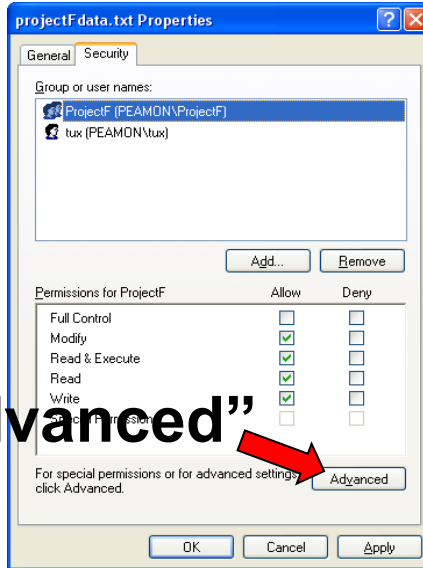 projectFdata.txt Properties
General Security
Group or user names:
ProjectF (PEAMON\ProjectF)
tux (PEAMON\tux)
Add... Remove
Permissions for ProjectF Allow Deny
Full Control
Modify
Read & Execute
Read
Write
dvanced”
For special permissions or for advanced settings,
click Advanced.
Advanced
OK Cancel Apply